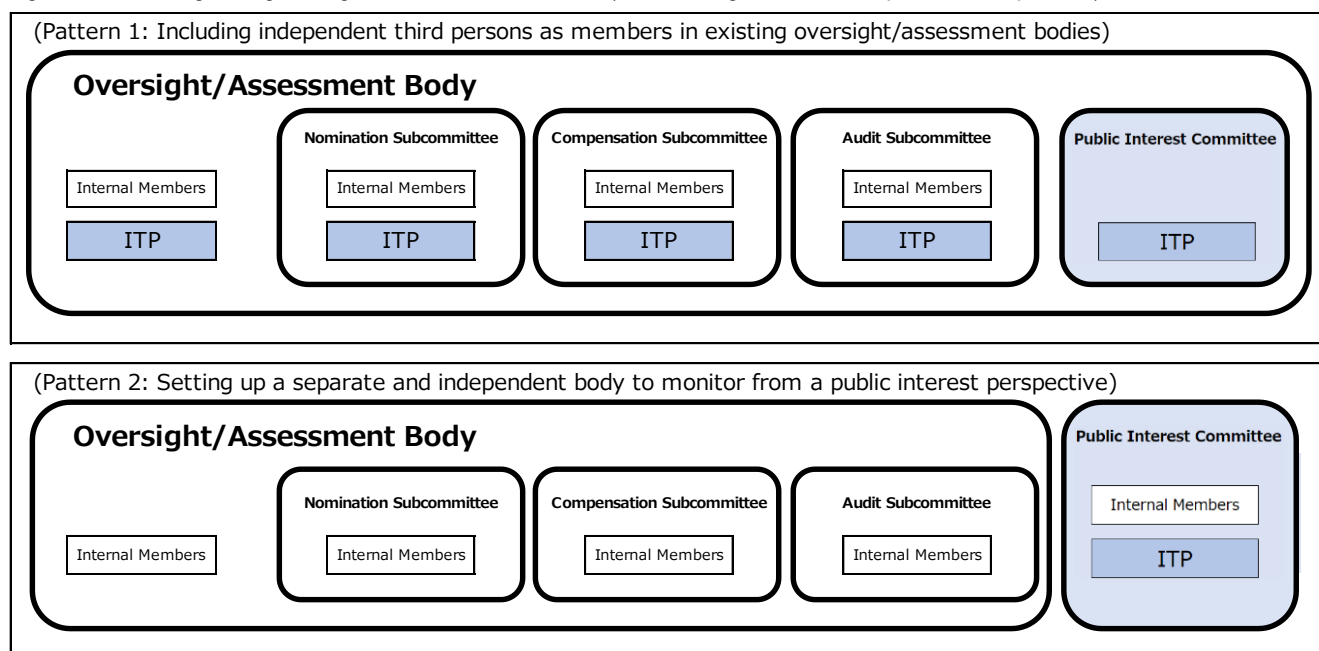 (Pattern 1: Including independent third persons as members in existing oversight/assessment bodies)
Oversight/Assessment Body
Nomination Subcommittee
Compensation Subcommittee
Audit Subcommittee
Public Interest Committee
Internal Members
Internal Members
Internal Members
Internal Members
ITP
ITP
ITP
ITP
ITP
(Pattern 2: Setting up a separate and independent body to monitor from a public interest perspective)
Oversight/Assessment Body
Public Interest Committee
Nomination Subcommittee
Compensation Subcommittee
Audit Subcommittee
Internal Members
Internal Members
Internal Members
Internal Members
Internal Members
ITP